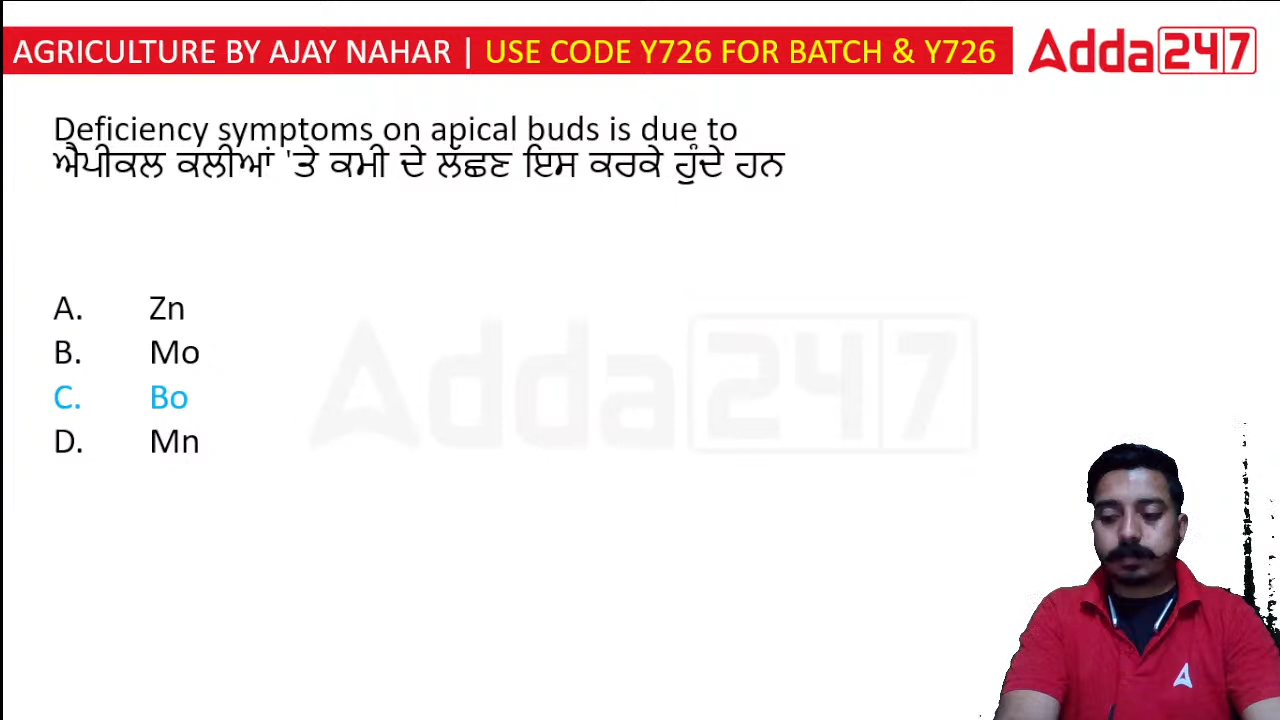 AGRICULTURE BY AJAY NAHAR | USE CODE Y726 FOR BATCH & Y726 Adda247
Deficiency symptoms on apical buds is due to
ਐਪੀਕਲ ਕਲੀਆਂ 'ਤੇ ਕਮੀ ਦੇ ਲੱਛਣ ਇਸ ਕਰਕੇ ਹੁੰਦੇ ਹਨ
A. Zn
B. Mo
C. Bo
D. Mn
Adda247